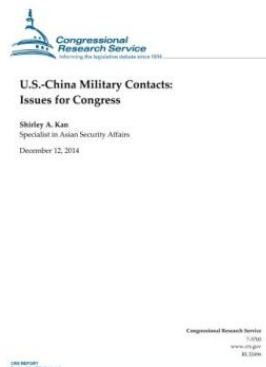 Congressional
Research Service
Informing the legislative debate since 1914
U.S.-China Military Contacts:
Issues for Congress
Shirley A. Kan
Specialist in Asian Security Affairs
December 12, 2014
Congressional Research Service
7-5700
www.crs.gov
CRS REPORT